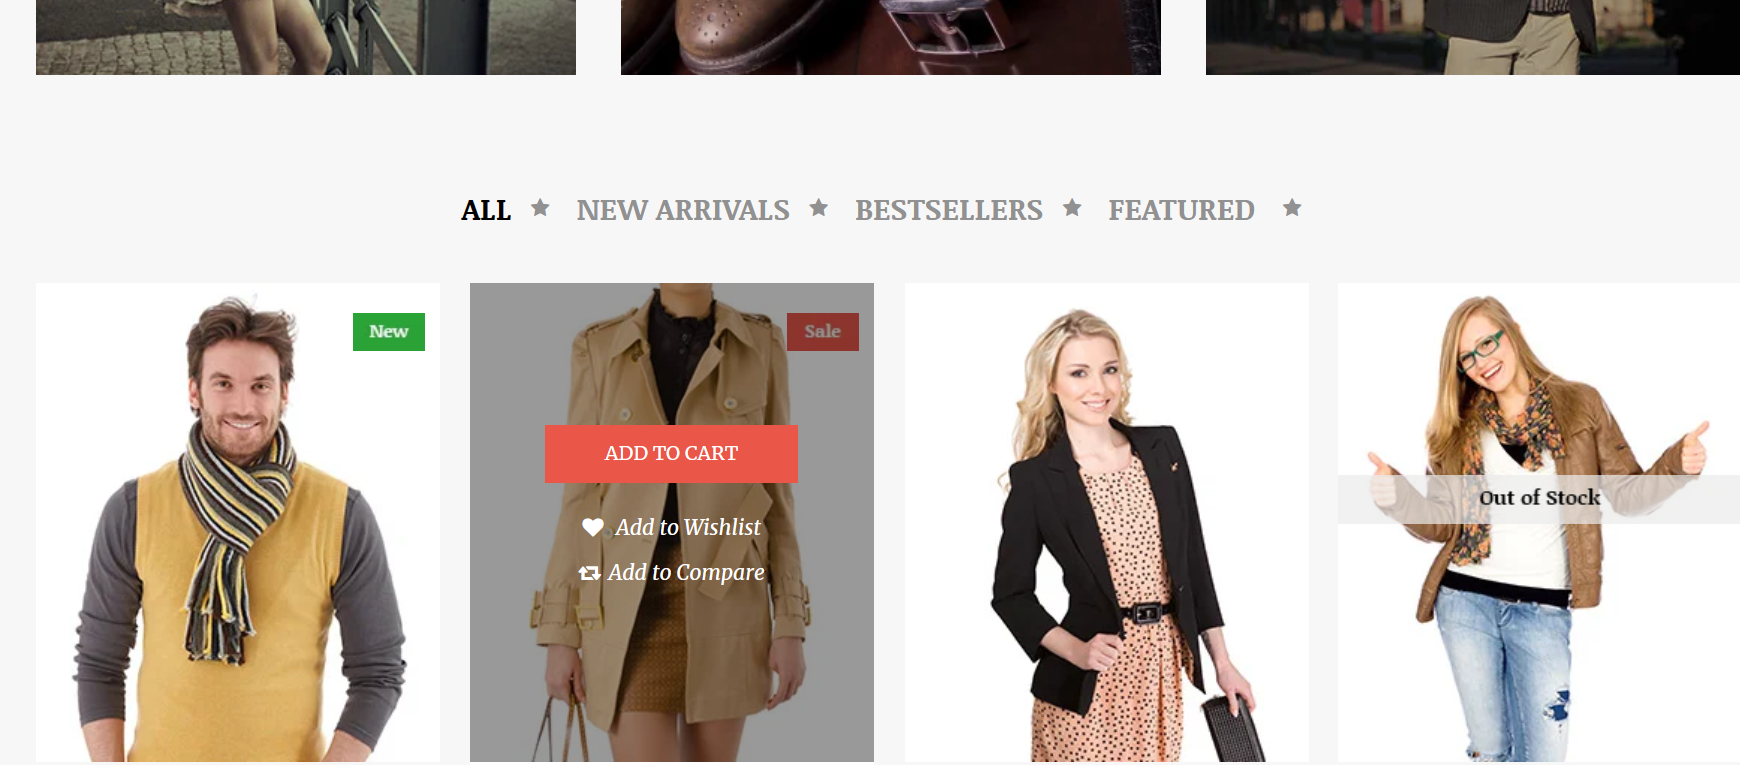 ALL NEW ARRIVALS BESTSELLERS FEATURED
New
Sale
ADD TO CART
Add to Wishlist
Add to Compare
Out of Stock